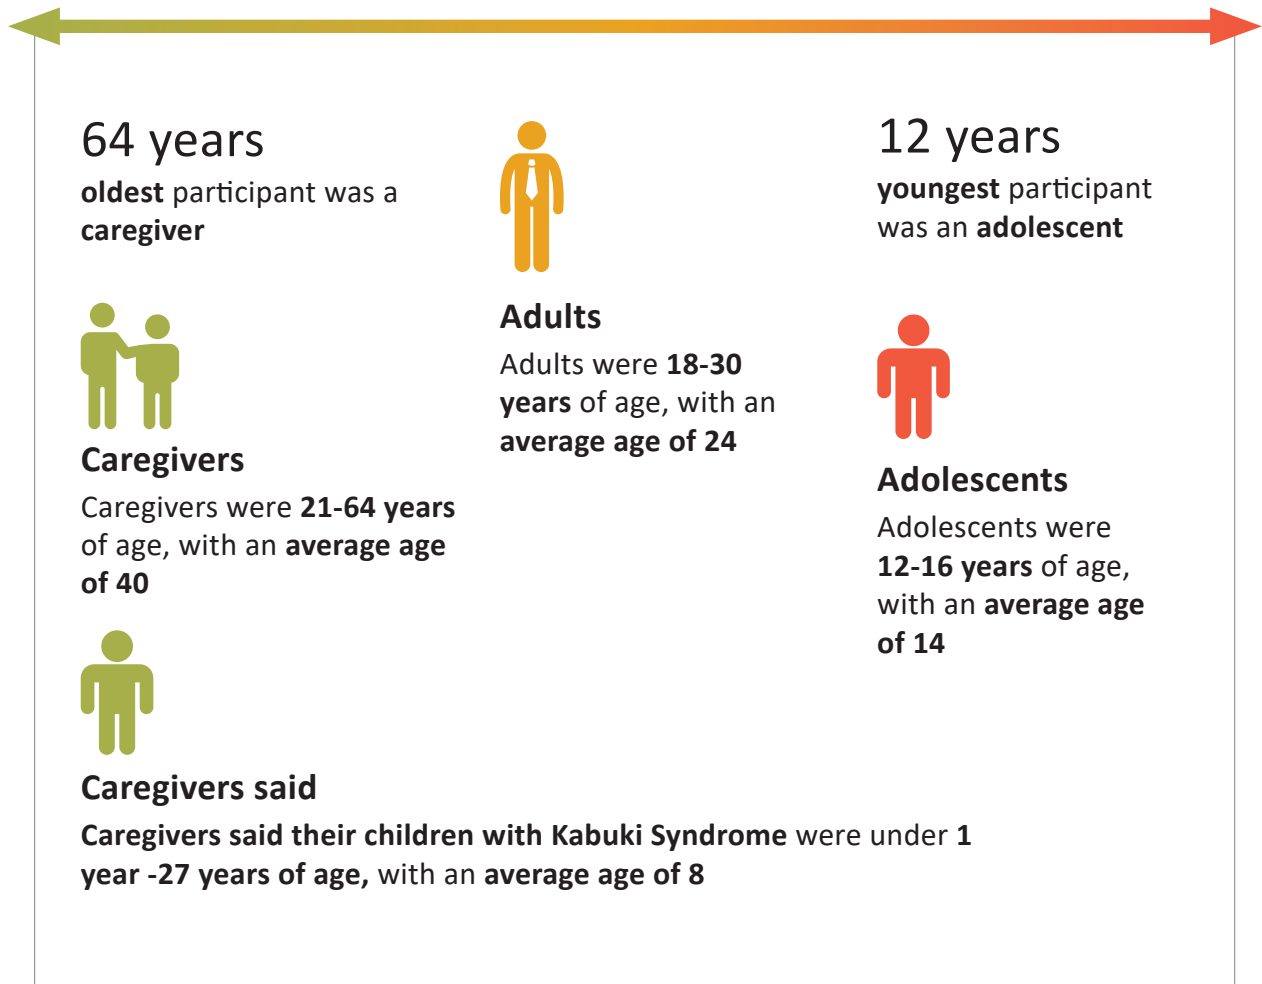 64 years
oldest participant was a
caregiver
Caregivers
Caregivers were 21-64 years
of age, with an average age
of 40
Adults
Adults were 18-30
years of age, with an
average age of 24
12 years
youngest participant
was an adolescent
Adolescents
Adolescents were
12-16 years of age,
with an average age
of 14
Caregivers said
Caregivers said their children with Kabuki Syndrome were under 1
year -27 years of age, with an average age of 8